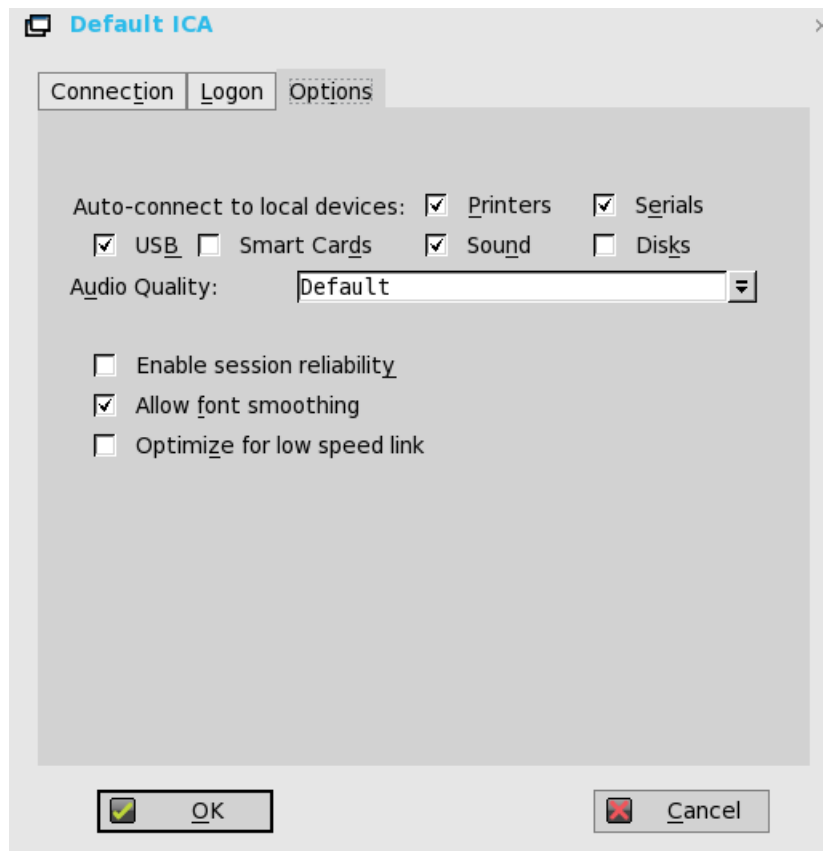 Default ICA
Connection Logon Options
Auto-connect to local devices: Printers Serials
USB Smart Cards Sound Disks
Audio Quality: Default
Enable session reliability
Allow font smoothing
Optimize for low speed link
OK Cancel